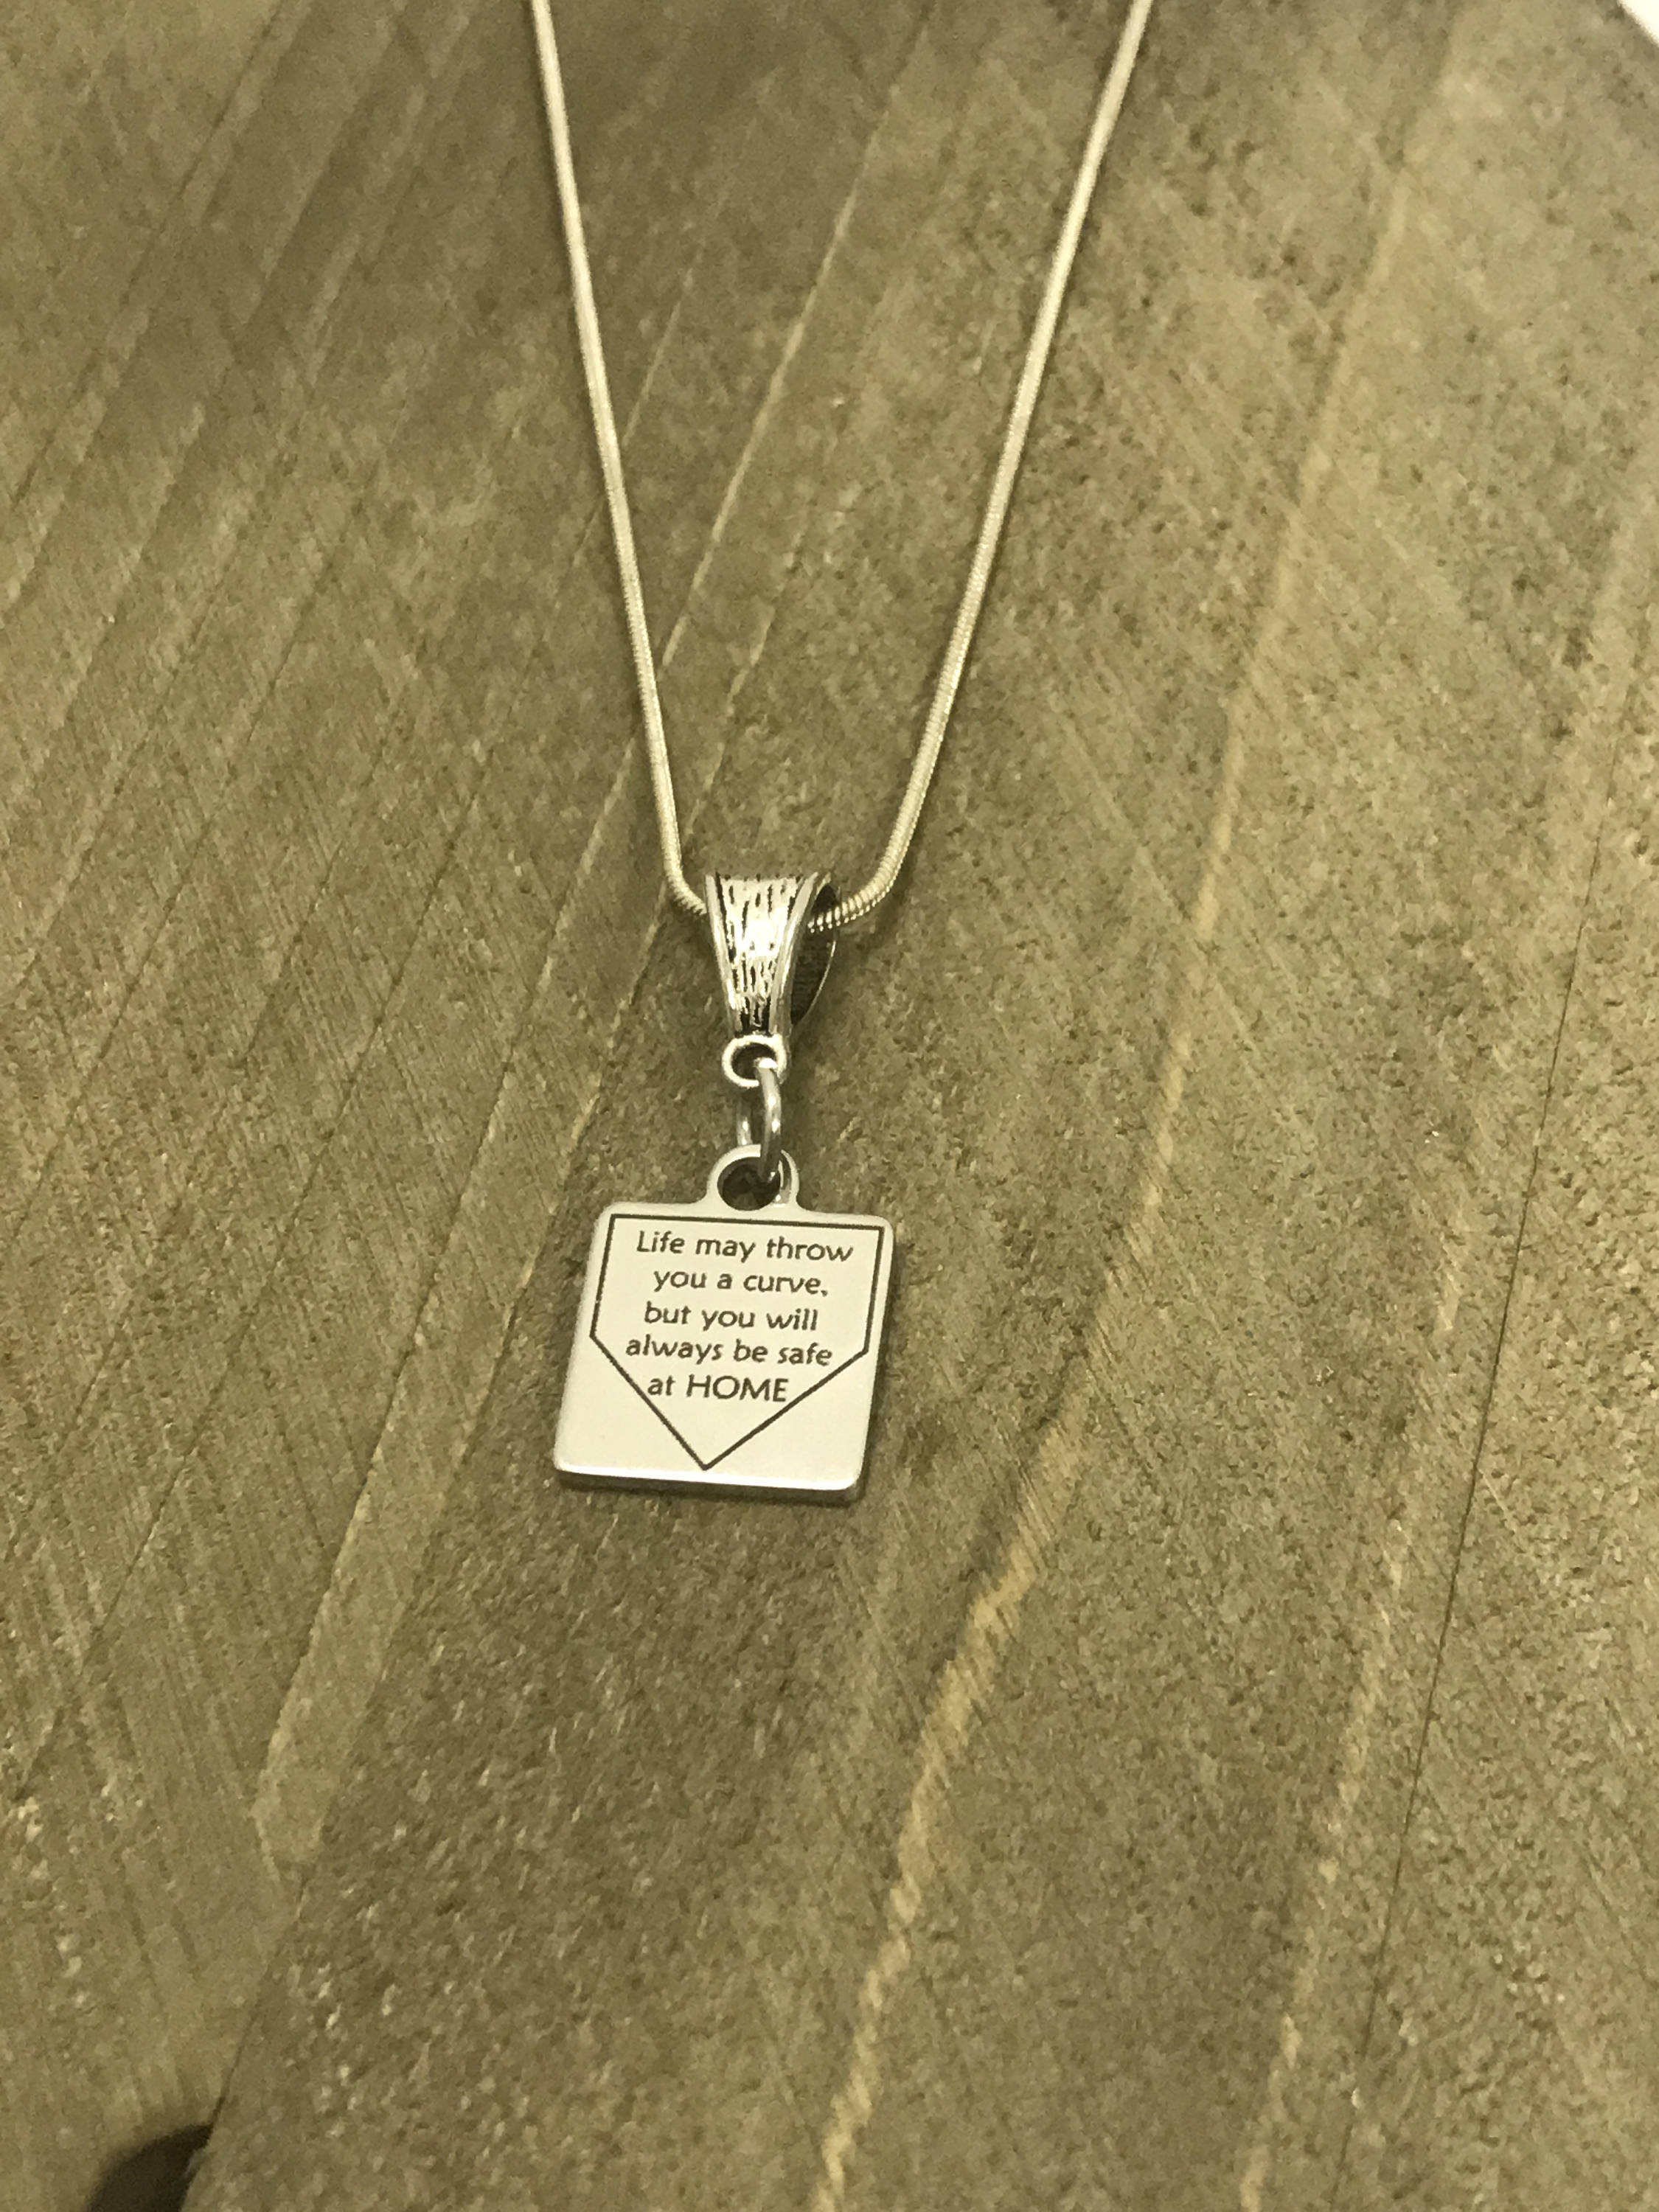 Life may throw
you a curve,
but you will
always be safe
at HOME